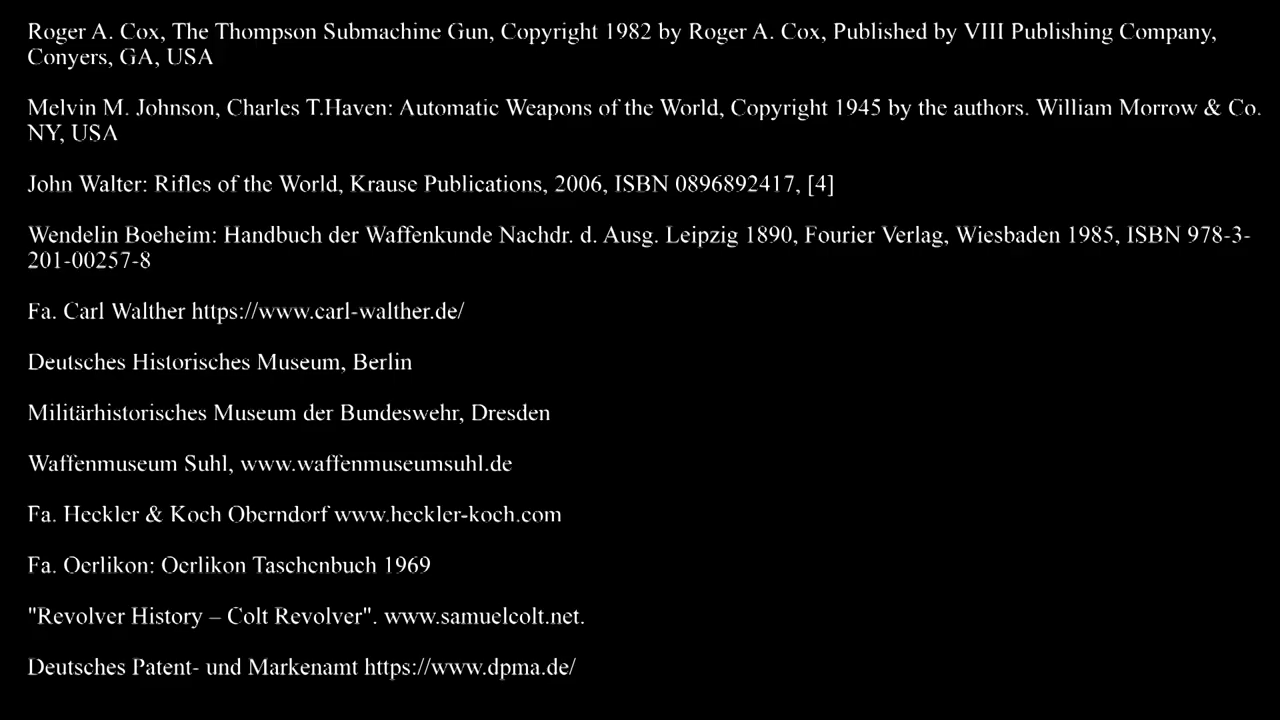 Roger A. Cox, The Thompson Submachine Gun, Copyright 1982 by Roger A. Cox, Published by VIII Publishing Company,
Conyers, GA, USA
Melvin M. Johnson, Charles T.Haven: Automatic Weapons of the World, Copyright 1945 by the authors. William Morrow & Co.
NY, USA
John Walter: Rifles of the World, Krause Publications, 2006, ISBN 0896892417, [4]
Wendelin Boeheim: Handbuch der Waffenkunde Nachdr. d. Ausg. Leipzig 1890, Fourier Verlag, Wiesbaden 1985, ISBN 978-3-
201-00257-8
Fa. Carl Walther https://www.carl-walther.de/
Deutsches Historisches Museum, Berlin
Militärhistorisches Museum der Bundeswehr, Dresden
Waffenmuseum Suhl, www.waffenmuseumsuhl.de
Fa. Heckler & Koch Oberndorf www.heckler-koch.com
Fa. Oerlikon: Oerlikon Taschenbuch 1969
"Revolver History – Colt Revolver". www.samuelcolt.net.
Deutsches Patent- und Markenamt https://www.dpma.de/